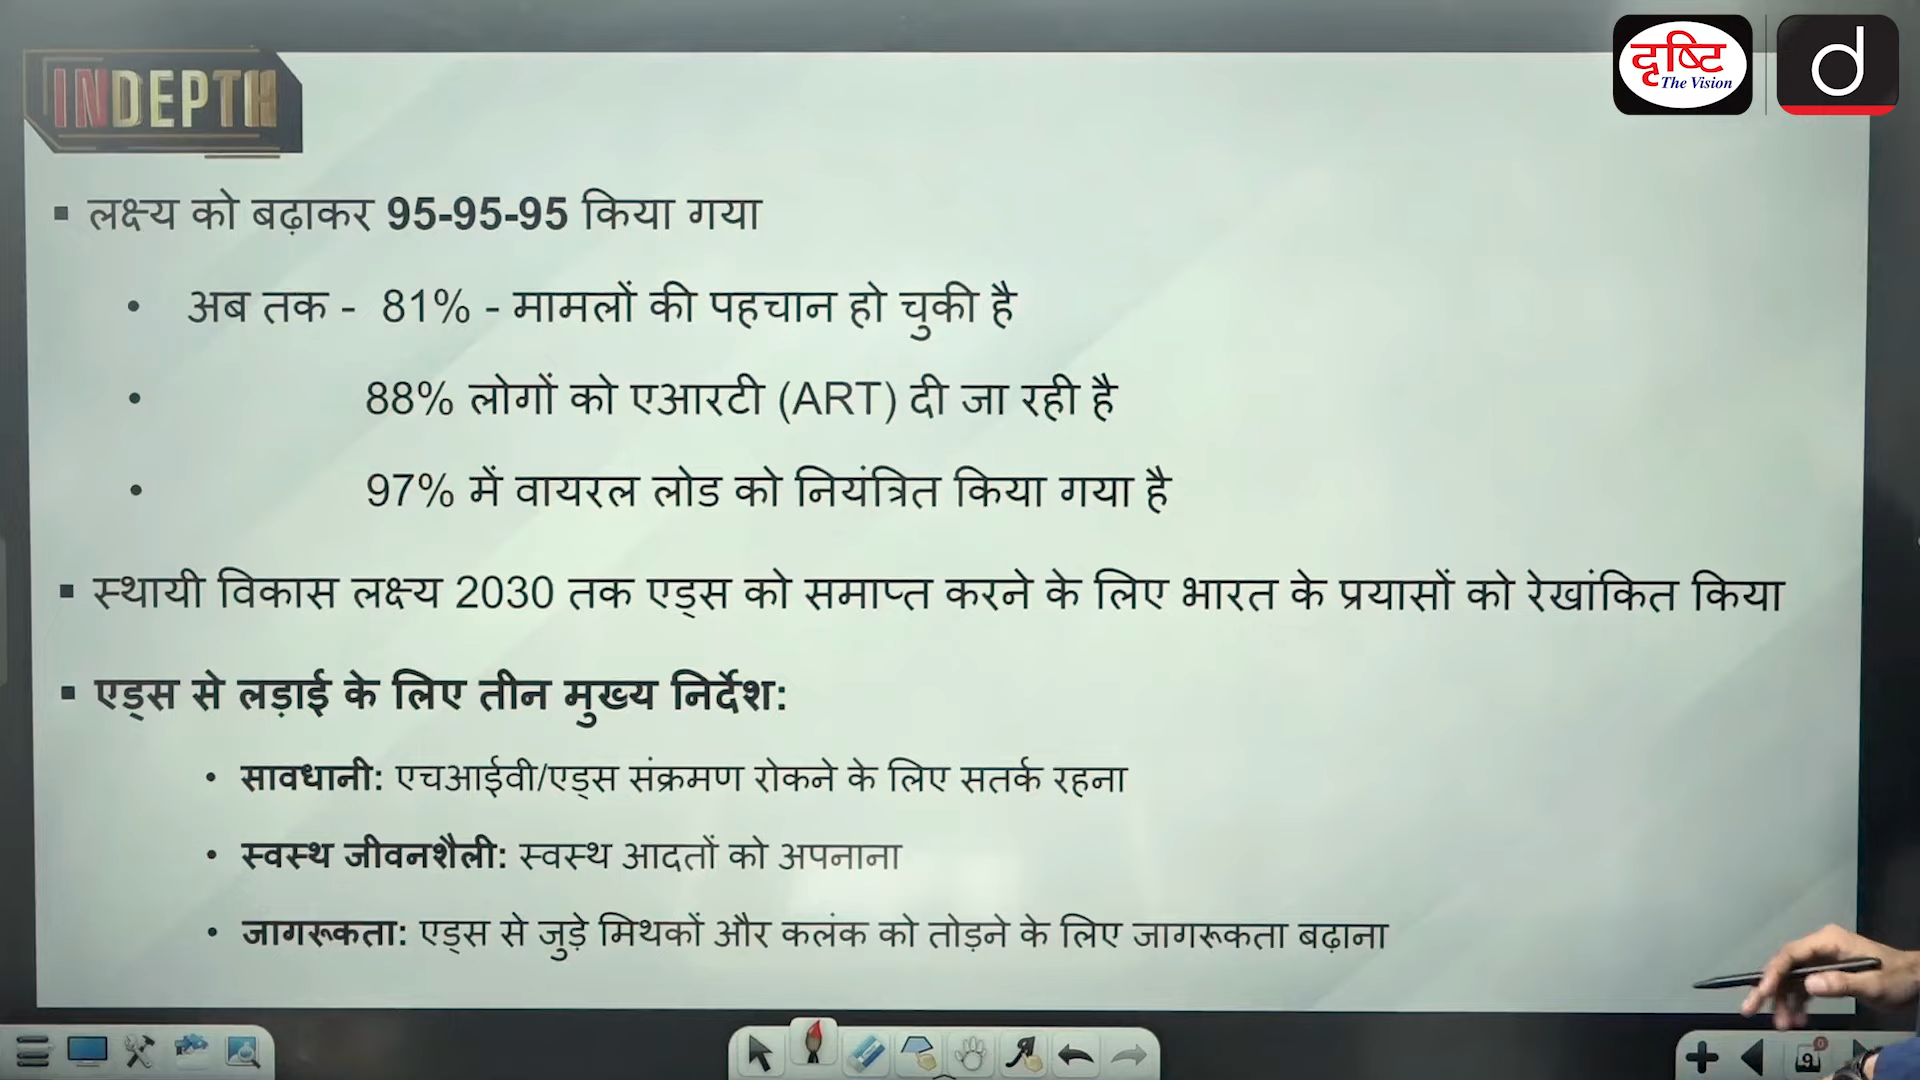 INDEPTH
दृष्टि
The Vision
d
▪ लक्ष्य को बढ़ाकर 95-95-95 किया गया
• अब तक - 81% - मामलों की पहचान हो चुकी है
• 88% लोगों को एआरटी (ART) दी जा रही है
• 97% में वायरल लोड को नियंत्रित किया गया है
▪ स्थायी विकास लक्ष्य 2030 तक एड्स को समाप्त करने के लिए भारत के प्रयासों को रेखांकित किया
▪ एड्स से लड़ाई के लिए तीन मुख्य निर्देश:
• सावधानी: एचआईवी/एड्स संक्रमण रोकने के लिए सतर्क रहना
• स्वस्थ जीवनशैली: स्वस्थ आदतों को अपनाना
• जागरूकता: एड्स से जुड़े मिथकों और कलंक को तोड़ने के लिए जागरूकता बढ़ाना
9
0